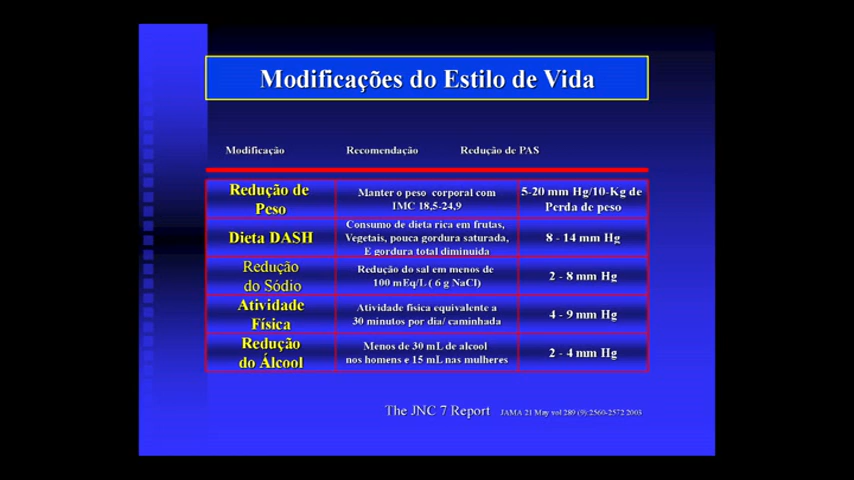 Modificações do Estilo de Vida
Modificação Recomendação Redução de PAS
Redução de
Peso
Manter o peso corporal com
IMC 18,5-24,9
5-20 mm Hg/10-Kg de
Perda de peso
Dieta DASH
Consumo de dieta rica em frutas,
Vegetais, pouca gordura saturada,
E gordura total diminuida
8 - 14 mm Hg
Redução
do Sódio
Redução do sal em menos de
100 mEq/L ( 6 g NaCl)
2 - 8 mm Hg
Atividade
Física
Atividade fisica equivalente a
30 minutos por dia/ caminhada
4 - 9 mm Hg
Redução
do Álcool
Menos de 30 mL de alcool
nos homens e 15 mL nas mulheres
2 - 4 mm Hg
The JNC 7 Report JAMA 21 May vol 289 (9):2560-2572 2003